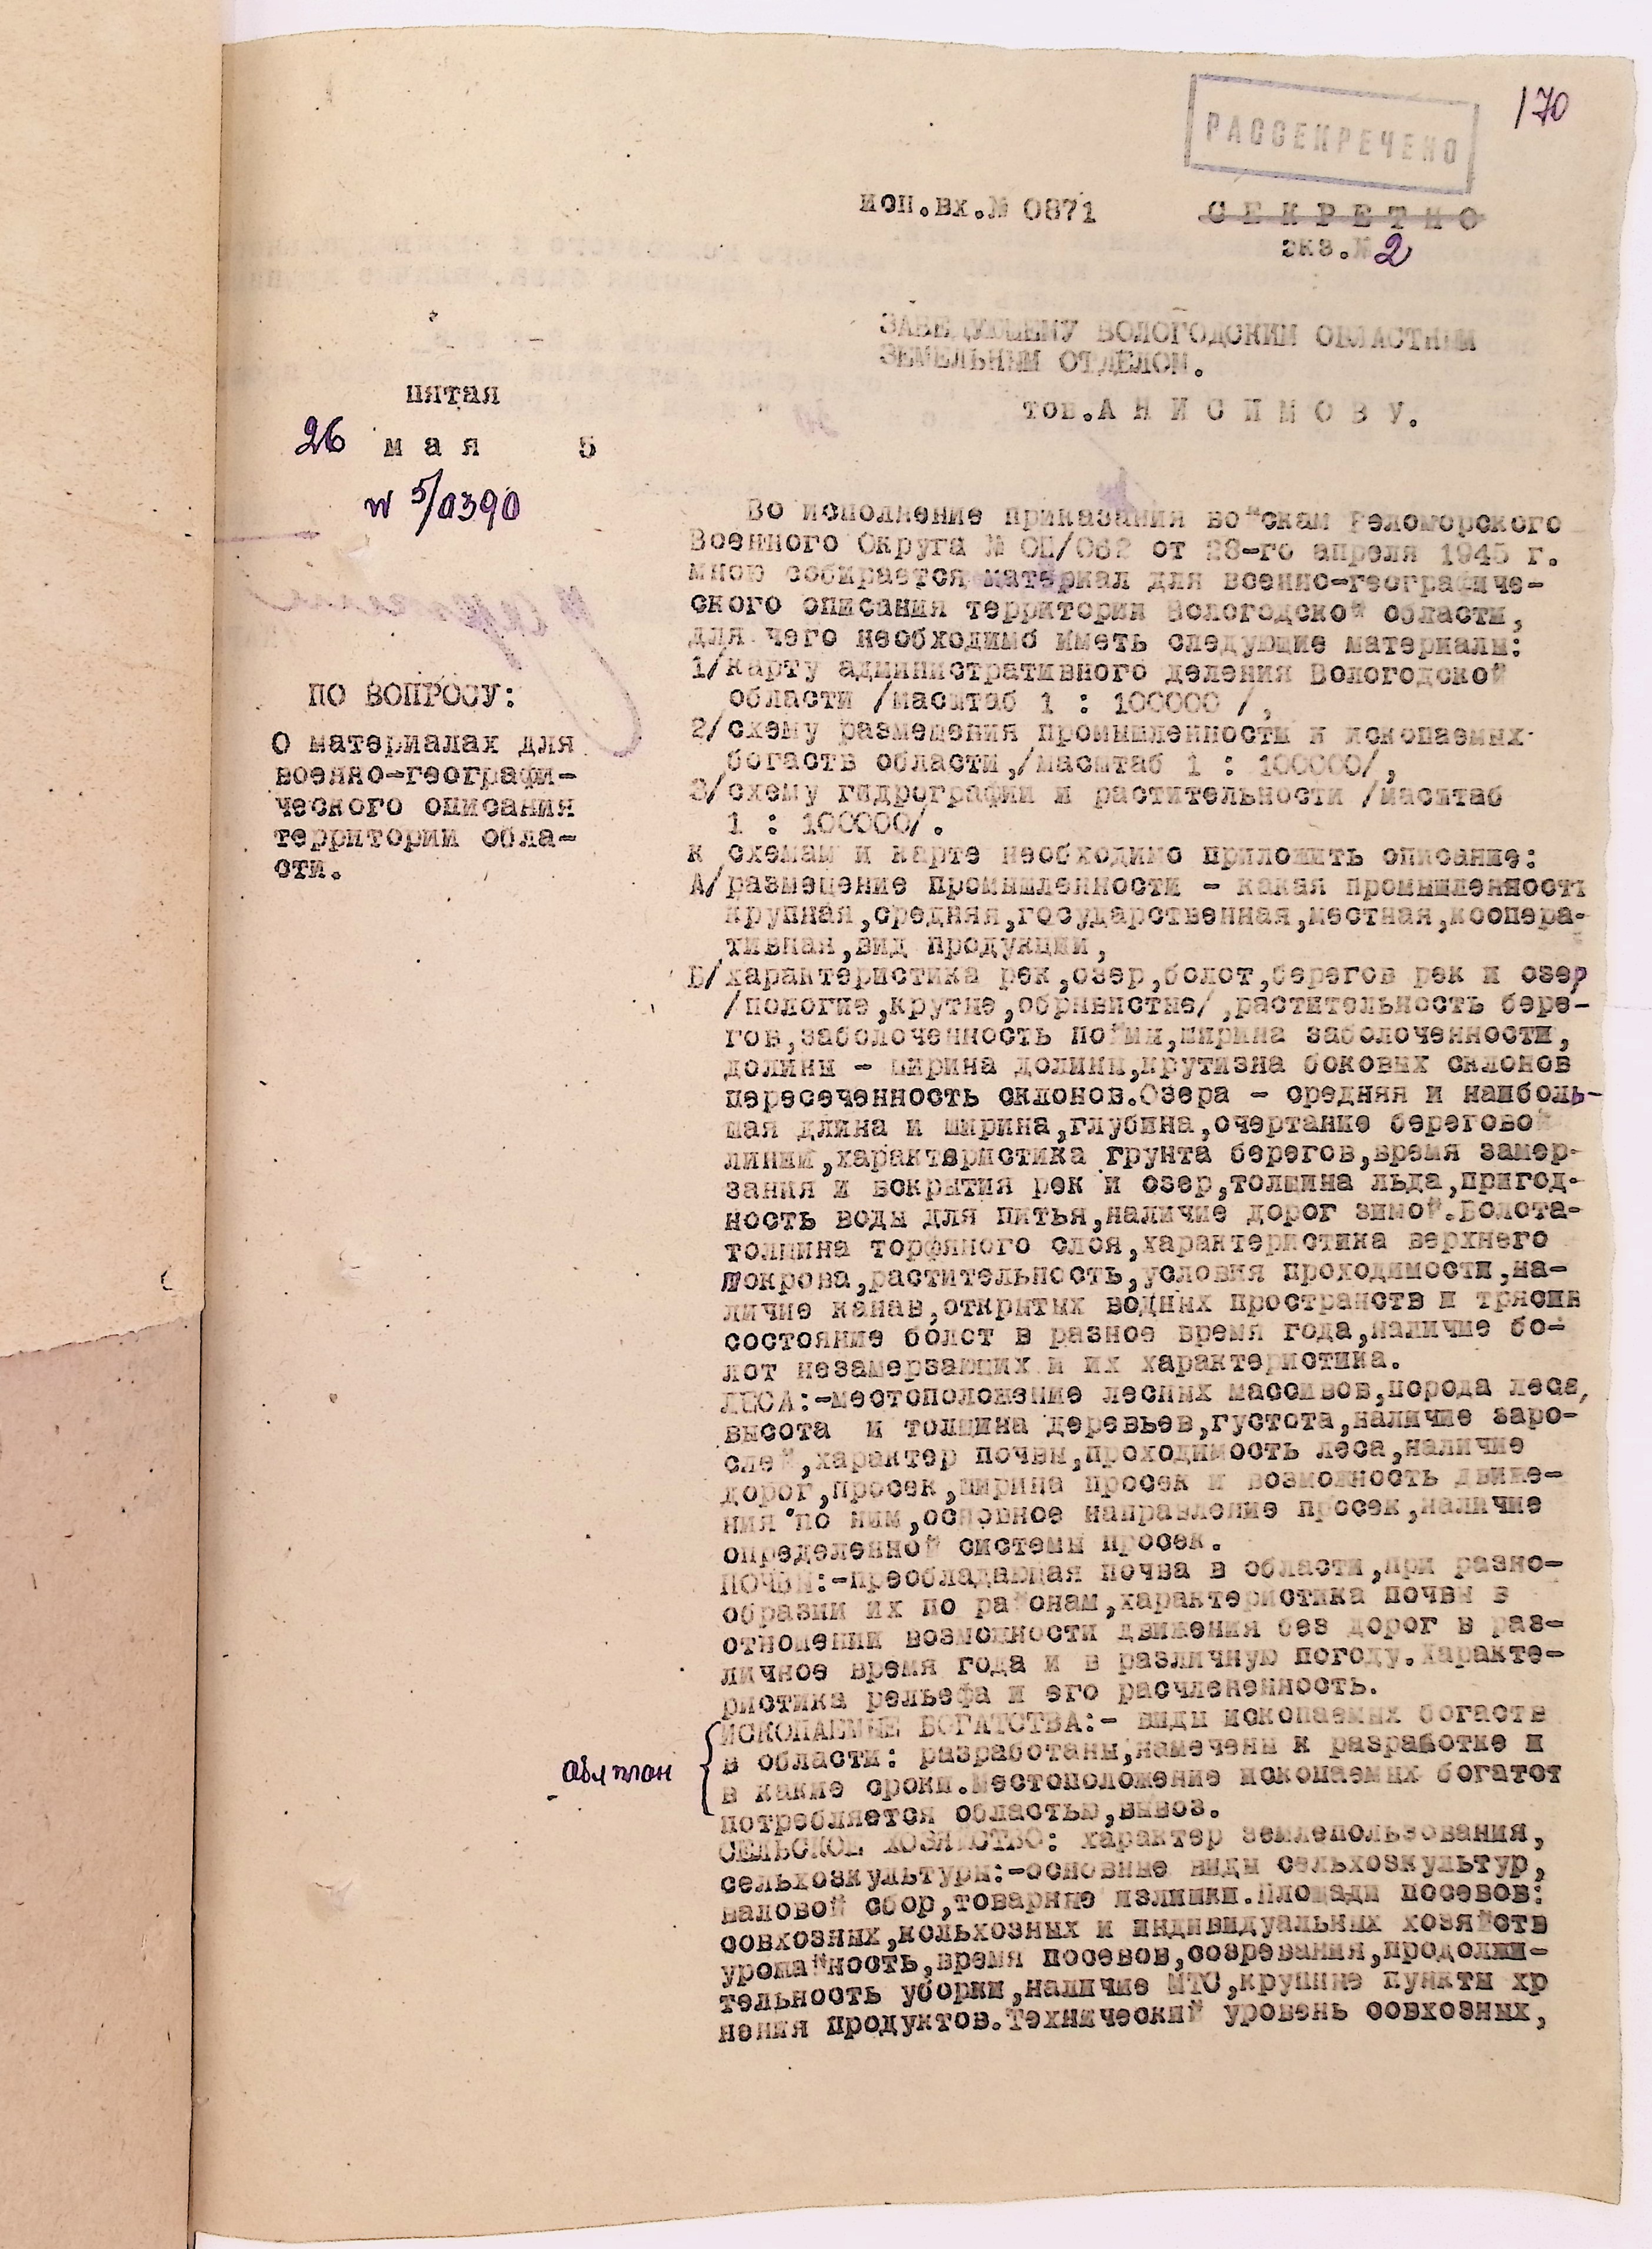 170
РАССЕКРЕЧЕНО
исп.вх.№ 0871
СЕКРЕТНО
экз.№ 2
ЗАВЕДУЮЩЕМУ ВОЛОГОДСКИМ ОБЛАСТНЫМ
ЗЕМЕЛЬНЫМ ОТДЕЛОМ.
тов.А Н И С И М О В У.
пятая
26 м а я 5
№ 5/0390
ПО ВОПРОСУ:
О материалах для
военно-географи-
ческого описания
территории обла-
сти.
Во исполнение приказания войскам Беломорского
Военного Округа № ОП/062 от 28-го апреля 1945 г.
мною собирается материал для военно-географиче-
ского описания территории Вологодской области,
для чего необходимо иметь следующие материалы:
1/карту административного деления Вологодской
области /масштаб 1 : 100000 /,
2/схему размещения промышленности и ископаемых
богаств области,/масштаб 1 : 100000/,
3/схему гидрографии и растительности /масштаб
1 : 100000/.
К схемам и карте необходимо приложить описание:
А/размещение промышленности - какая промышленность
крупная,средняя,государственная,местная,коопера-
тивная,вид продукции,
Б/характеристика рек,озер,болот,берегов рек и озер
/пологие,крутые,обрывистые/,растительность бере-
гов,заболоченность поймы,ширина заболоченности,
долины - ширина долины,крутизна боковых склонов
пересеченность склонов.Озера - средняя и наиболь-
шая длина и ширина,глубина,очертание береговой
линии,характеристика грунта берегов,время замер-
зания и вскрытия рек и озер,толщина льда,пригод-
ность воды для питья,наличие дорог зимой.Болота-
толщина торфяного слоя,характеристика верхнего
покрова,растительность,условия проходимости,на-
личие канав,открытых водных пространств и трясин
состояние болот в разное время года,наличие бо-
лот незамерзающих и их характеристика.
ЛЕСА:-местоположение лесных массивов,порода леса,
высота и толщина деревьев,густота,наличие заро-
слей,характер почвы,проходимость леса,наличие
дорог,просек,ширина просек и возможность движе-
ния по ним,основное направление просек,наличие
определенной системы просек.
ПОЧВЫ:-преобладающая почва в области,при разно-
образии их по районам,характеристика почвы в
отношении возможности движения без дорог в раз-
личное время года и в различную погоду.Характе-
ристика рельефа и его расчлененность.
облплан
ИСКОПАЕМЫЕ БОГАТСТВА:- виды ископаемых богаств
в области: разработаны,намечены к разработке и
в какие сроки.Местоположение ископаемых богатст
потребляется областью,вывоз.
СЕЛЬСКОЕ ХОЗЯЙСТВО: характер землепользования,
сельхозкультуры:-основные виды сельхозкультур,
валовой сбор,товарные излишки.Площади посевов:
совхозных,кольхозных и индивидуальных хозяйств
урожайность,время посевов,созревания,продолжи-
тельность уборки,наличие МТС,крупные пункты хр
нения продуктов.Технический уровень совхозных,